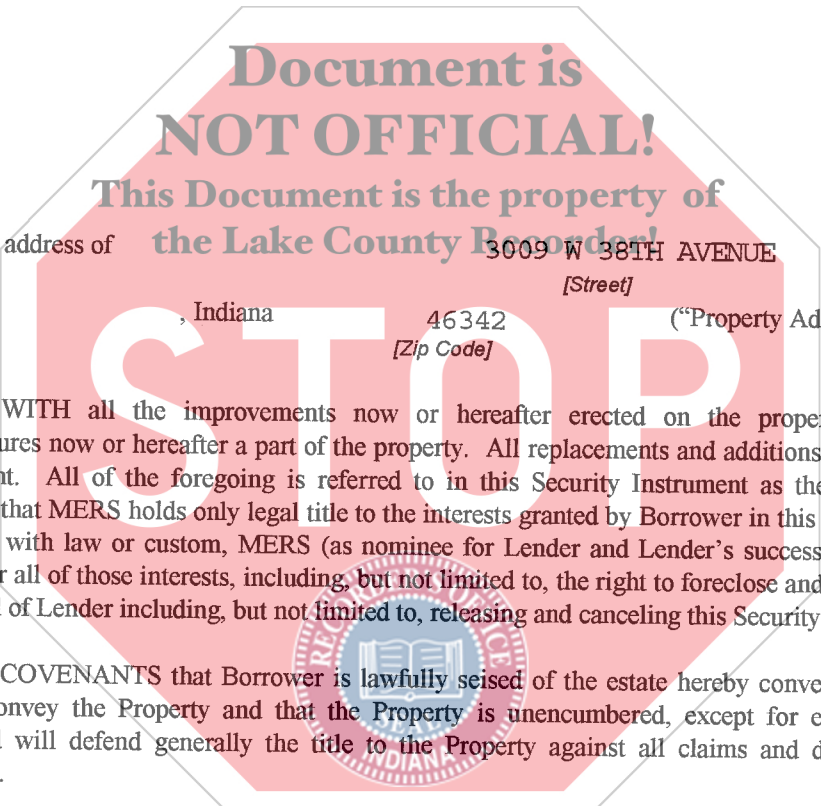 Document is
NOT OFFICIAL!
This Document is the property of
the Lake County Recorder!
address of 3009 W 38TH AVENUE
[Street]
, Indiana 46342 ("Property Ad
[Zip Code]
STOP
WITH all the improvements now or hereafter erected on the proper
ures now or hereafter a part of the property. All replacements and additions
nt. All of the foregoing is referred to in this Security Instrument as the
that MERS holds only legal title to the interests granted by Borrower in this
with law or custom, MERS (as nominee for Lender and Lender's success
r all of those interests, including, but not limited to, the right to foreclose and
l of Lender including, but not limited to, releasing and canceling this Security
COVENANTS that Borrower is lawfully seised of the estate hereby conve
onvey the Property and that the Property is unencumbered, except for e
l will defend generally the title to the Property against all claims and d
.
RECORDER'S OFFICE
SEAL
INDIANA